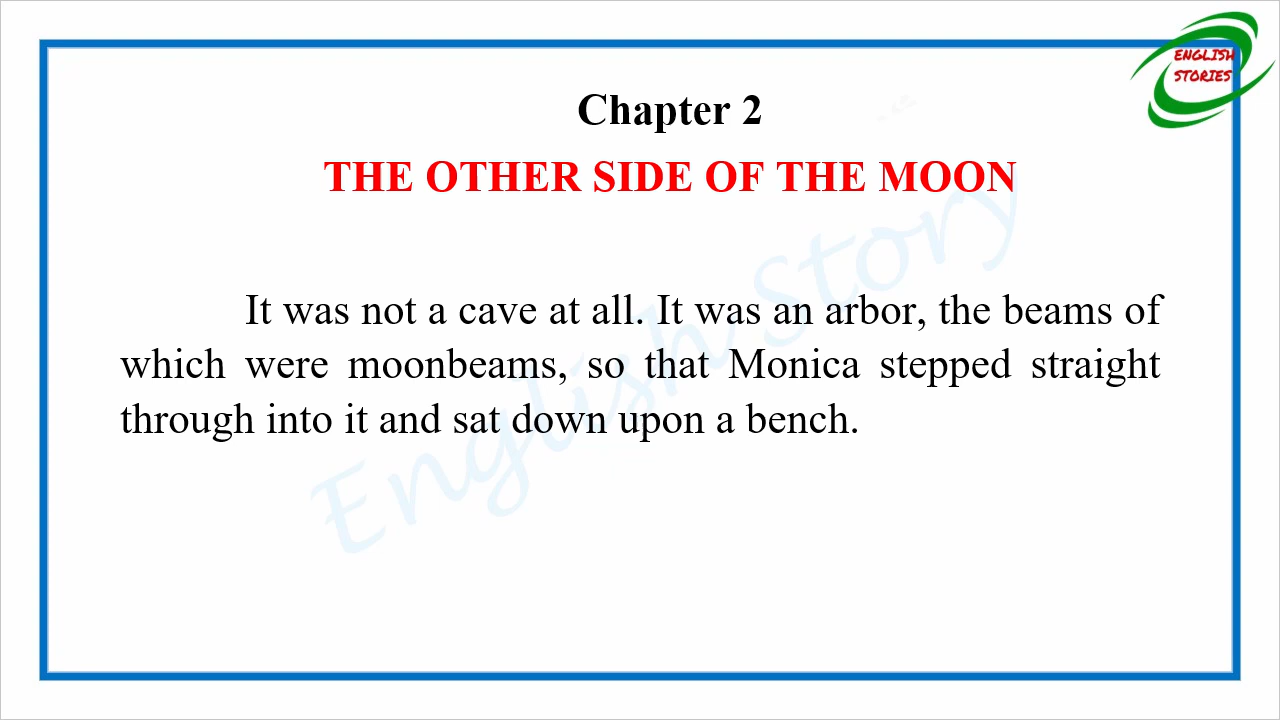 ENGLISH
STORIES
Chapter 2
THE OTHER SIDE OF THE MOON
It was not a cave at all. It was an arbor, the beams of
which were moonbeams, so that Monica stepped straight
through into it and sat down upon a bench.
English Story